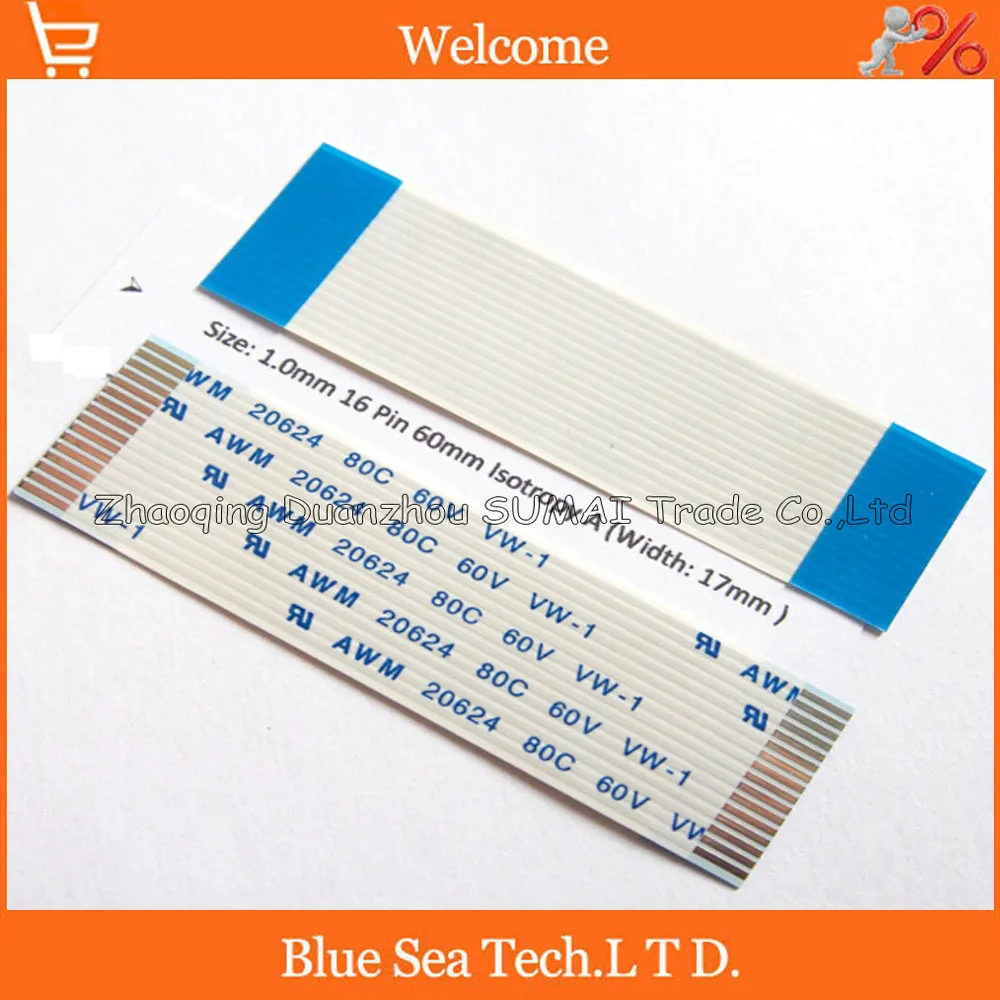 Welcome
%
Size: 1.0mm 16 Pin 60mm Isotropy.A (Width: 17mm )
Zhaoqing Duanzhou SUMAI Trade Co.,Ltd
AWM 20624 80C 60V VW-1
AWM 20624 80C 60V VW-1
AWM 20624 80C 60V VW-1
VW-1
AWM 20624 80C 60V VW-1
AWM 20624 80C 60V VW
AWM
Blue Sea Tech.L T D.